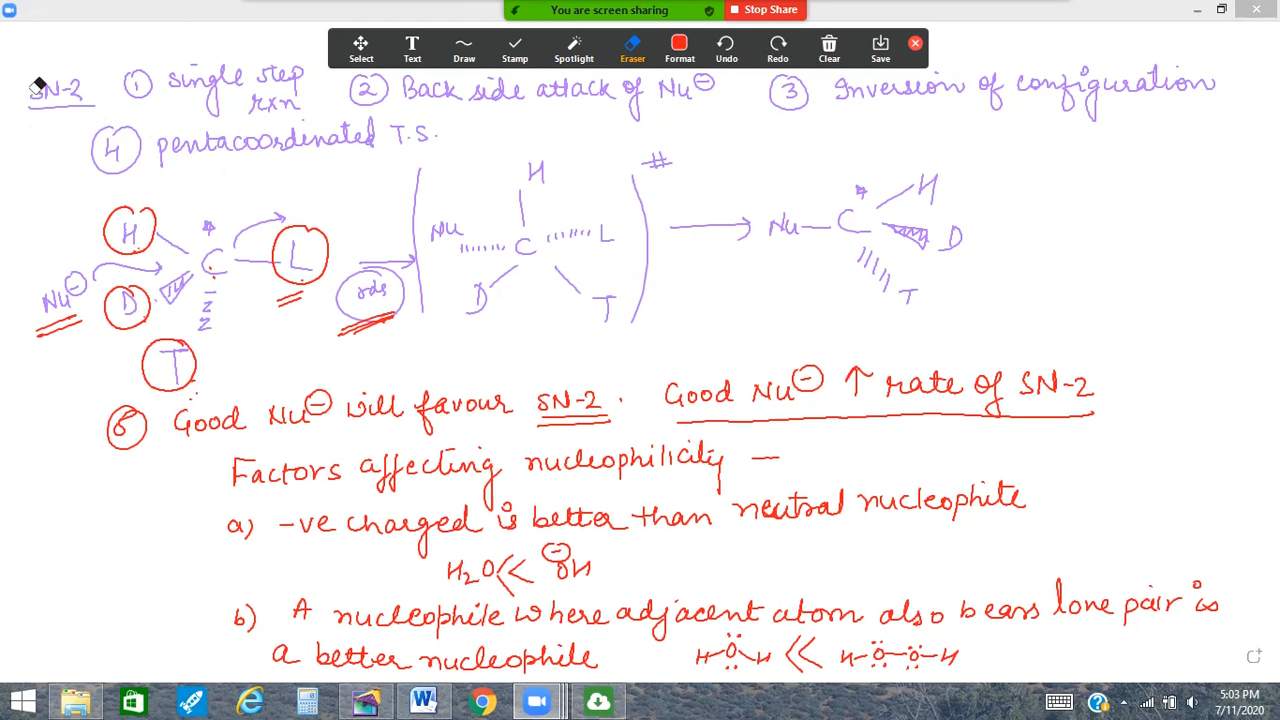 You are screen sharing
Stop Share
Select Text Draw Stamp Spotlight Eraser Format Undo Redo Clear Save
SN-2 ① single step rxn ② Back side attack of Nu⊖ ③ Inversion of configuration
④ pentacoordinated T.S.
H C* L Nu⊖ D T
rds
H Nu C L D T #
Nu C* H D T
⑤ Good Nu⊖ will favour SN-2. Good Nu⊖ ↑ rate of SN-2
Factors affecting nucleophilicity —
a) -ve charged is better than neutral nucleophite
H2O << ⊖OH
b) A nucleophile where adjacent atom also bears lone pair is
a better nucleophile H-O-H << H-O-O-H
W
5:03 PM
7/11/2020